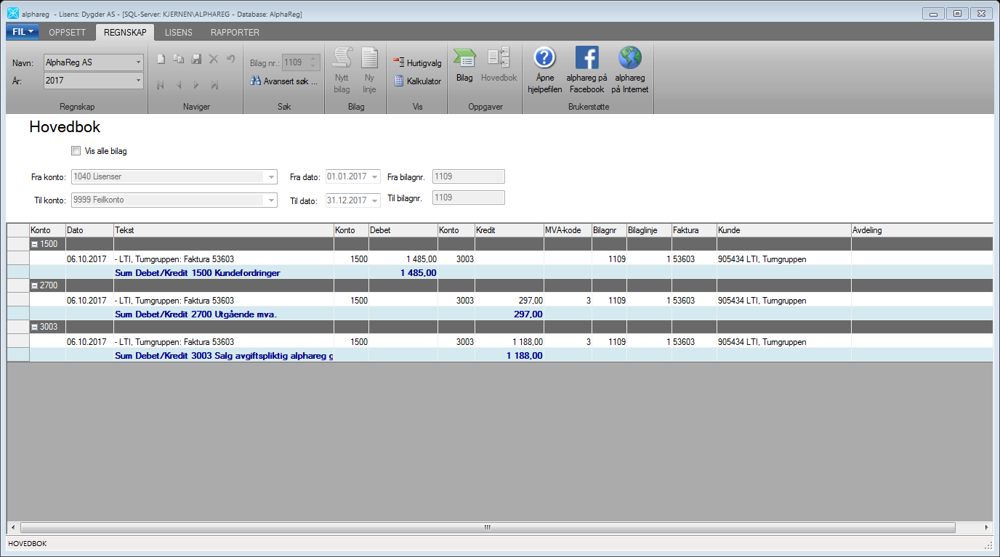 alphareg - Lisens: Dygder AS - [SQL-Server: KJERNEN\ALPHAREG - Database: AlphaReg]
FIL OPPSETT REGNSKAP LISENS RAPPORTER
Navn: AlphaReg AS
År: 2017
Regnskap
Naviger
Bilag nr.: 1109
Avansert søk ...
Søk
Nytt bilag
Ny linje
Bilag
Hurtigvalg
Kalkulator
Vis
Bilag
Hovedbok
Oppgaver
Åpne hjelpefilen
alphareg på Facebook
alphareg på Internet
Brukerstøtte
Hovedbok
Vis alle bilag
Fra konto: 1040 Lisenser Fra dato: 01.01.2017 Fra bilagnr. 1109
Til konto: 9999 Feilkonto Til dato: 31.12.2017 Til bilagnr. 1109
Konto Dato Tekst Konto Debet Konto Kredit MVA-kode Bilagnr Bilaglinje Faktura Kunde Avdeling
1500
06.10.2017 - LTI, Turngruppen: Faktura 53603 1500 1 485,00 3003 1109 1 53603 905434 LTI, Turngruppen
Sum Debet/Kredit 1500 Kundefordringer 1 485,00
2700
06.10.2017 - LTI, Turngruppen: Faktura 53603 1500 3003 297,00 3 1109 1 53603 905434 LTI, Turngruppen
Sum Debet/Kredit 2700 Utgående mva. 297,00
3003
06.10.2017 - LTI, Turngruppen: Faktura 53603 1500 3003 1 188,00 3 1109 1 53603 905434 LTI, Turngruppen
Sum Debet/Kredit 3003 Salg avgiftspliktig alphareg g 1 188,00
HOVEDBOK